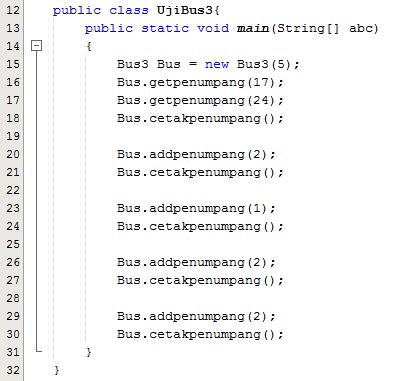 12 public class UjiBus3{
13 public static void main(String[] abc)
14 {
15 Bus3 Bus = new Bus3(5);
16 Bus.getpenumpang(17);
17 Bus.getpenumpang(24);
18 Bus.cetakpenumpang();
19
20 Bus.addpenumpang(2);
21 Bus.cetakpenumpang();
22
23 Bus.addpenumpang(1);
24 Bus.cetakpenumpang();
25
26 Bus.addpenumpang(2);
27 Bus.cetakpenumpang();
28
29 Bus.addpenumpang(2);
30 Bus.cetakpenumpang();
31 }
32 }